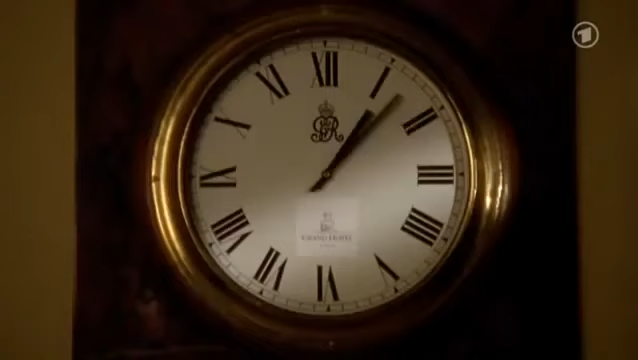 XII
XI I
1
X II
GR
IX III
VIII IIII
GRAND HOTEL
VII V
VI